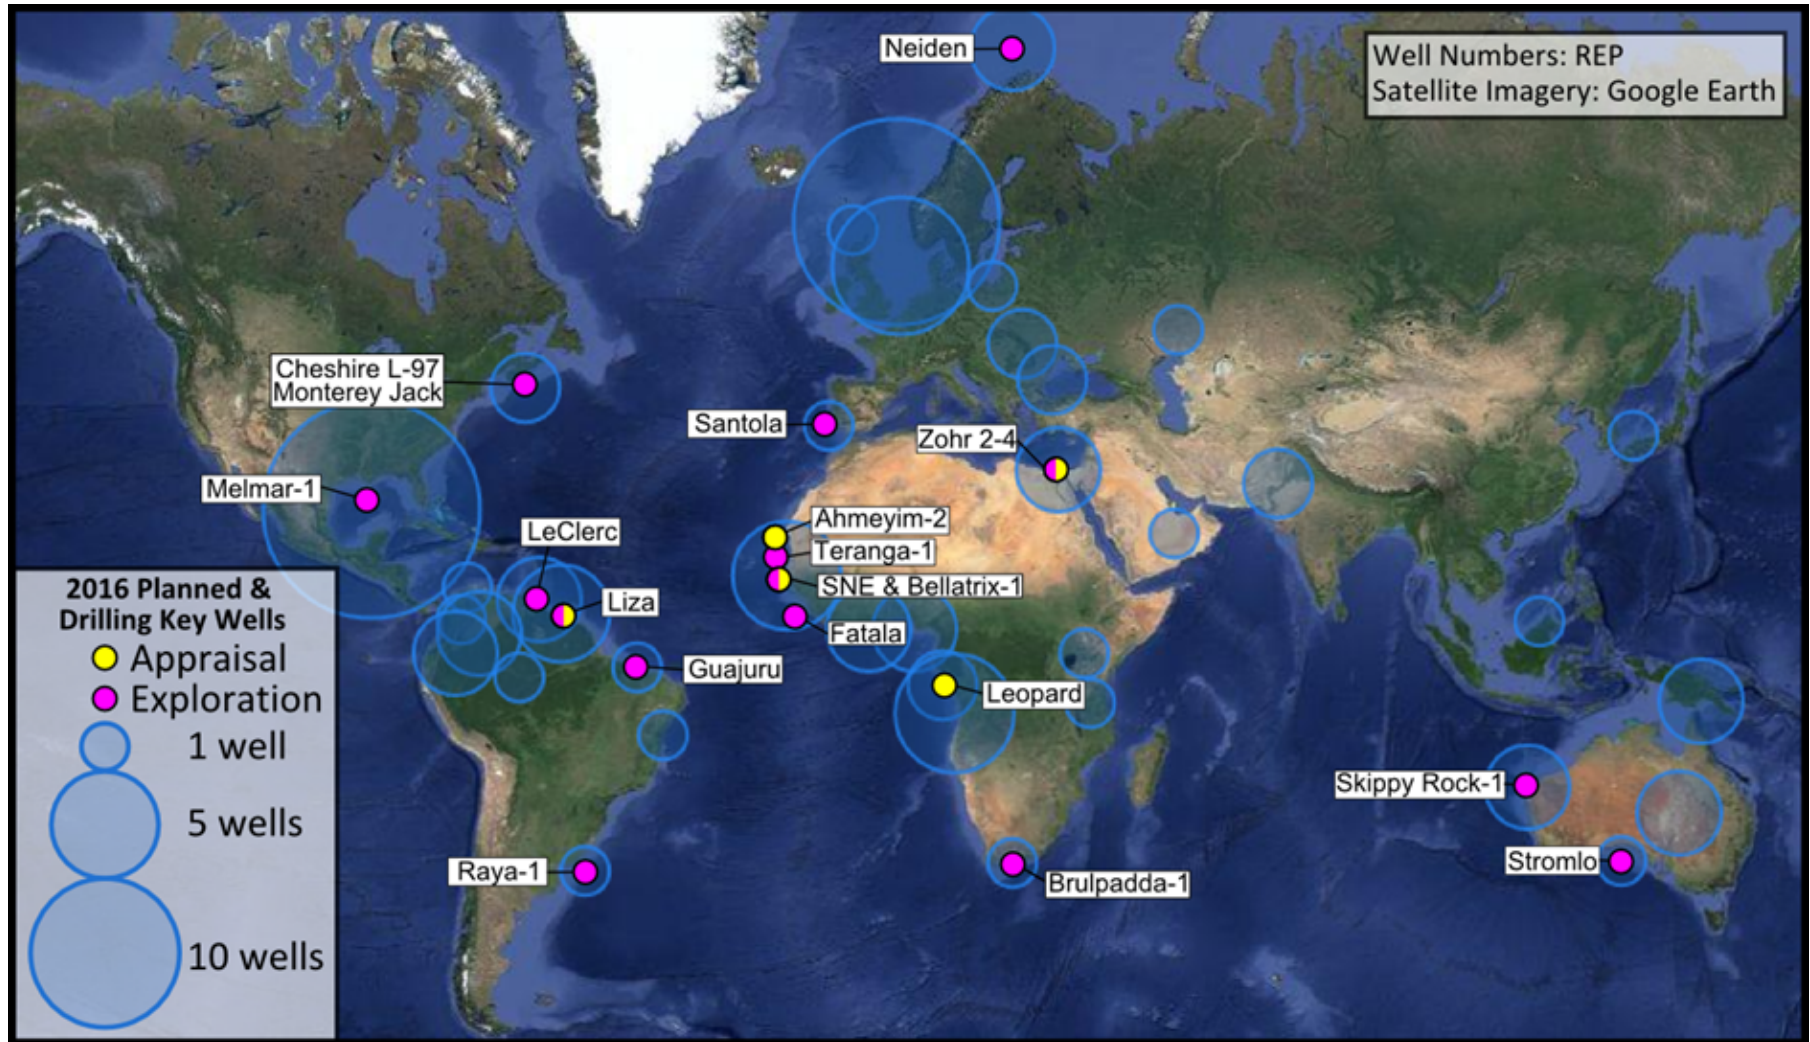 Neiden
Well Numbers: REP
Satellite Imagery: Google Earth
Cheshire L-97
Monterey Jack
Santola
Zohr 2-4
Melmar-1
Ahmeyim-2
LeClerc
Teranga-1
SNE & Bellatrix-1
Liza
Fatala
Guajuru
Leopard
Skippy Rock-1
Stromlo
Raya-1
Brulpadda-1
2016 Planned &
Drilling Key Wells
Appraisal
Exploration
1 well
5 wells
10 wells